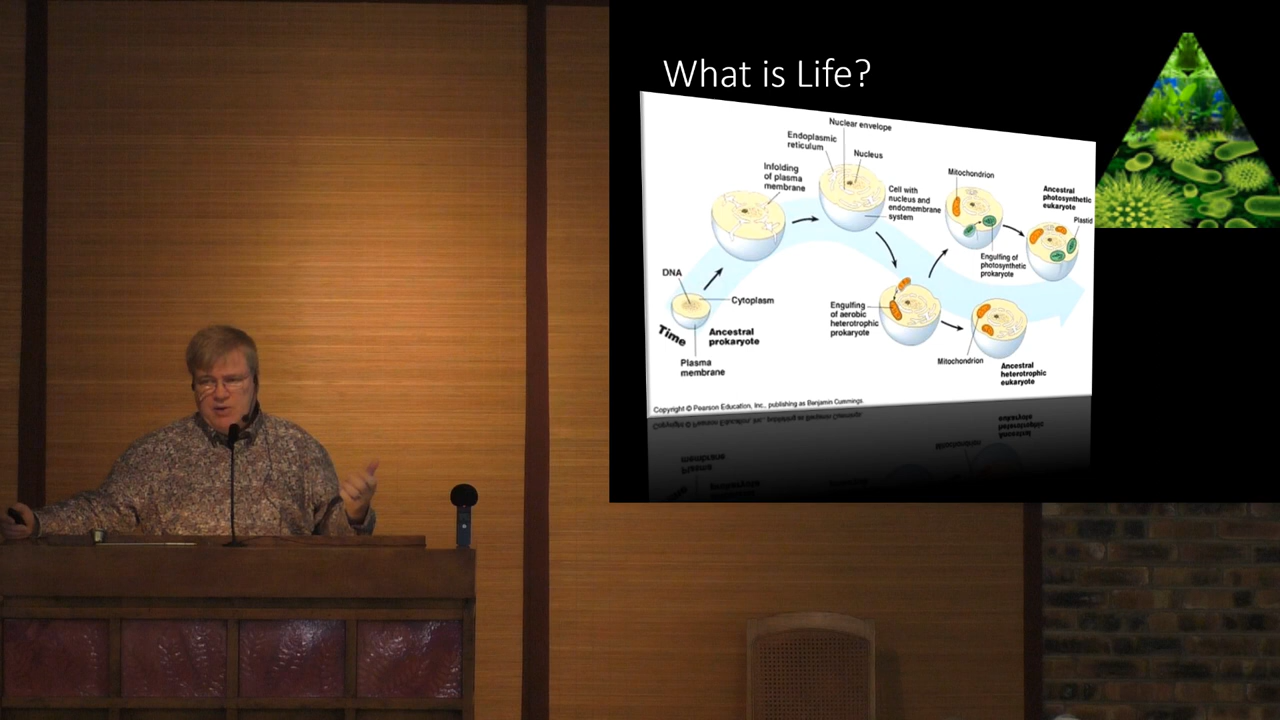 What is Life?
Nuclear envelope
Endoplasmic
reticulum
Nucleus
Infolding
of plasma
membrane
Cell with
nucleus and
endomembrane
system
Mitochondrion
Ancestral
photosynthetic
eukaryote
Plastid
Engulfing of
photosynthetic
prokaryote
DNA
Cytoplasm
Time
Ancestral
prokaryote
Plasma
membrane
Engulfing
of aerobic
heterotrophic
prokaryote
Mitochondrion
Ancestral
heterotrophic
eukaryote
Copyright © Pearson Education, Inc., publishing as Benjamin Cummings.